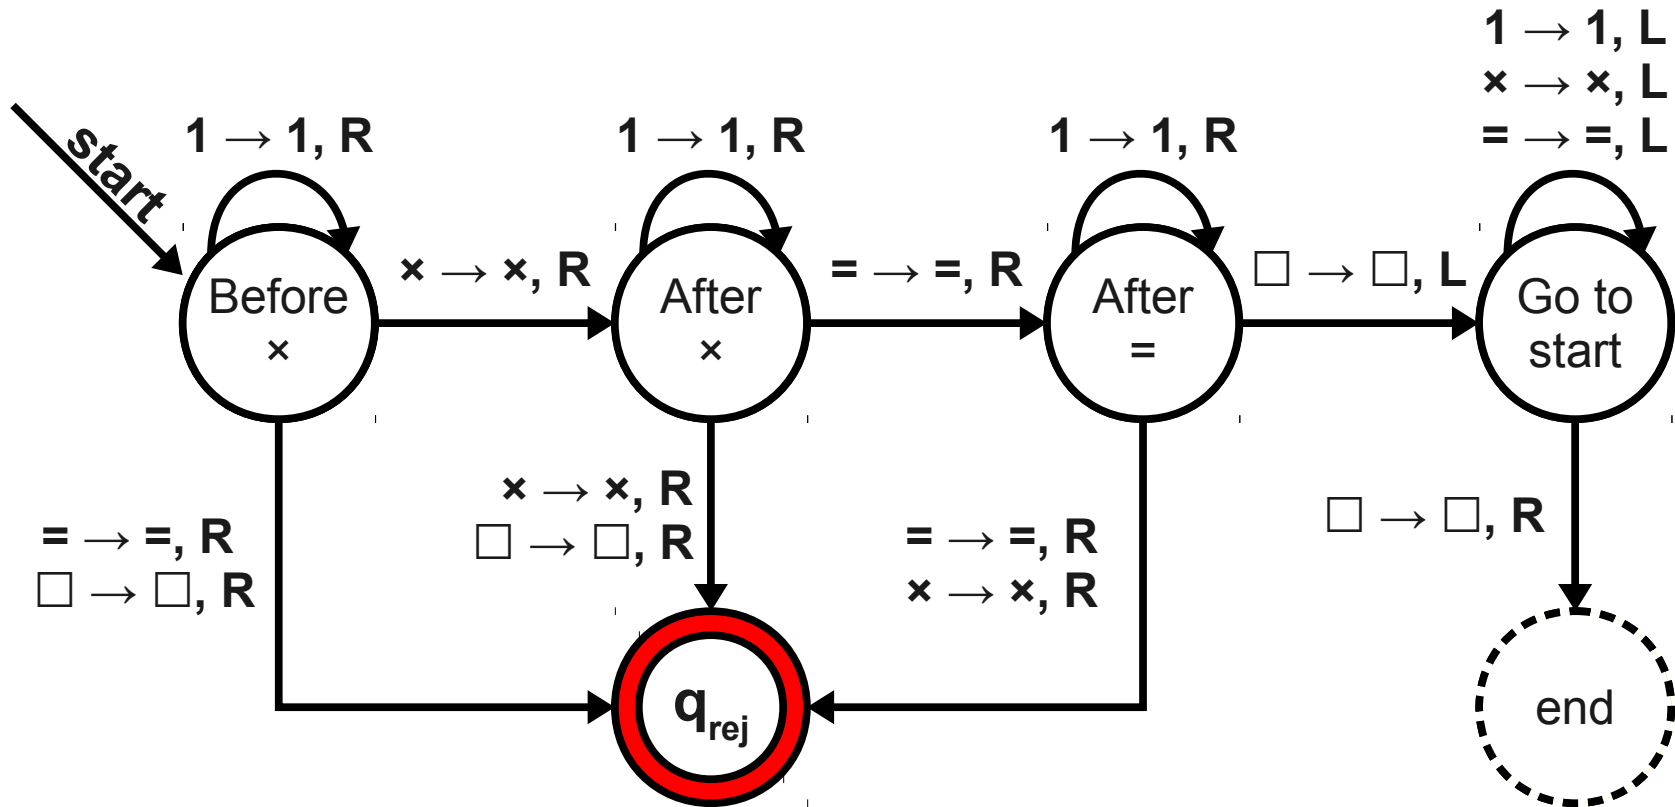 1 → 1, L
× → ×, L
= → =, L
start
1 → 1, R
1 → 1, R
1 → 1, R
Before
×
× → ×, R
After
×
= → =, R
After
=
□ → □, L
Go to
start
= → =, R
□ → □, R
× → ×, R
□ → □, R
= → =, R
× → ×, R
□ → □, R
qrej
end